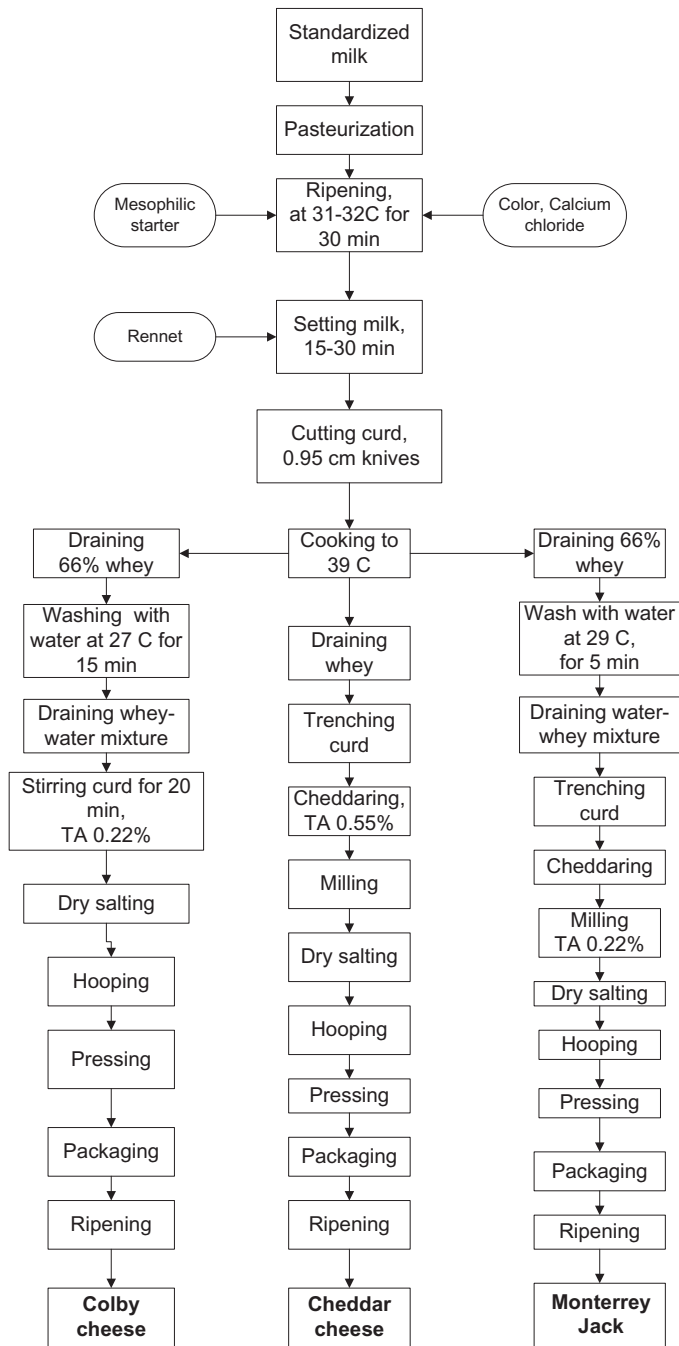 Standardized
milk
Pasteurization
Mesophilic
starter
Ripening,
at 31-32C for
30 min
Color, Calcium
chloride
Rennet
Setting milk,
15-30 min
Cutting curd,
0.95 cm knives
Draining
66% whey
Washing with
water at 27 C for
15 min
Draining whey-
water mixture
Stirring curd for 20
min,
TA 0.22%
Dry salting
Hooping
Pressing
Packaging
Ripening
Colby
cheese
Cooking to
39 C
Draining
whey
Trenching
curd
Cheddaring,
TA 0.55%
Milling
Dry salting
Hooping
Pressing
Packaging
Ripening
Cheddar
cheese
Draining 66%
whey
Wash with water
at 29 C,
for 5 min
Draining water-
whey mixture
Trenching
curd
Cheddaring
Milling
TA 0.22%
Dry salting
Hooping
Pressing
Packaging
Ripening
Monterrey
Jack